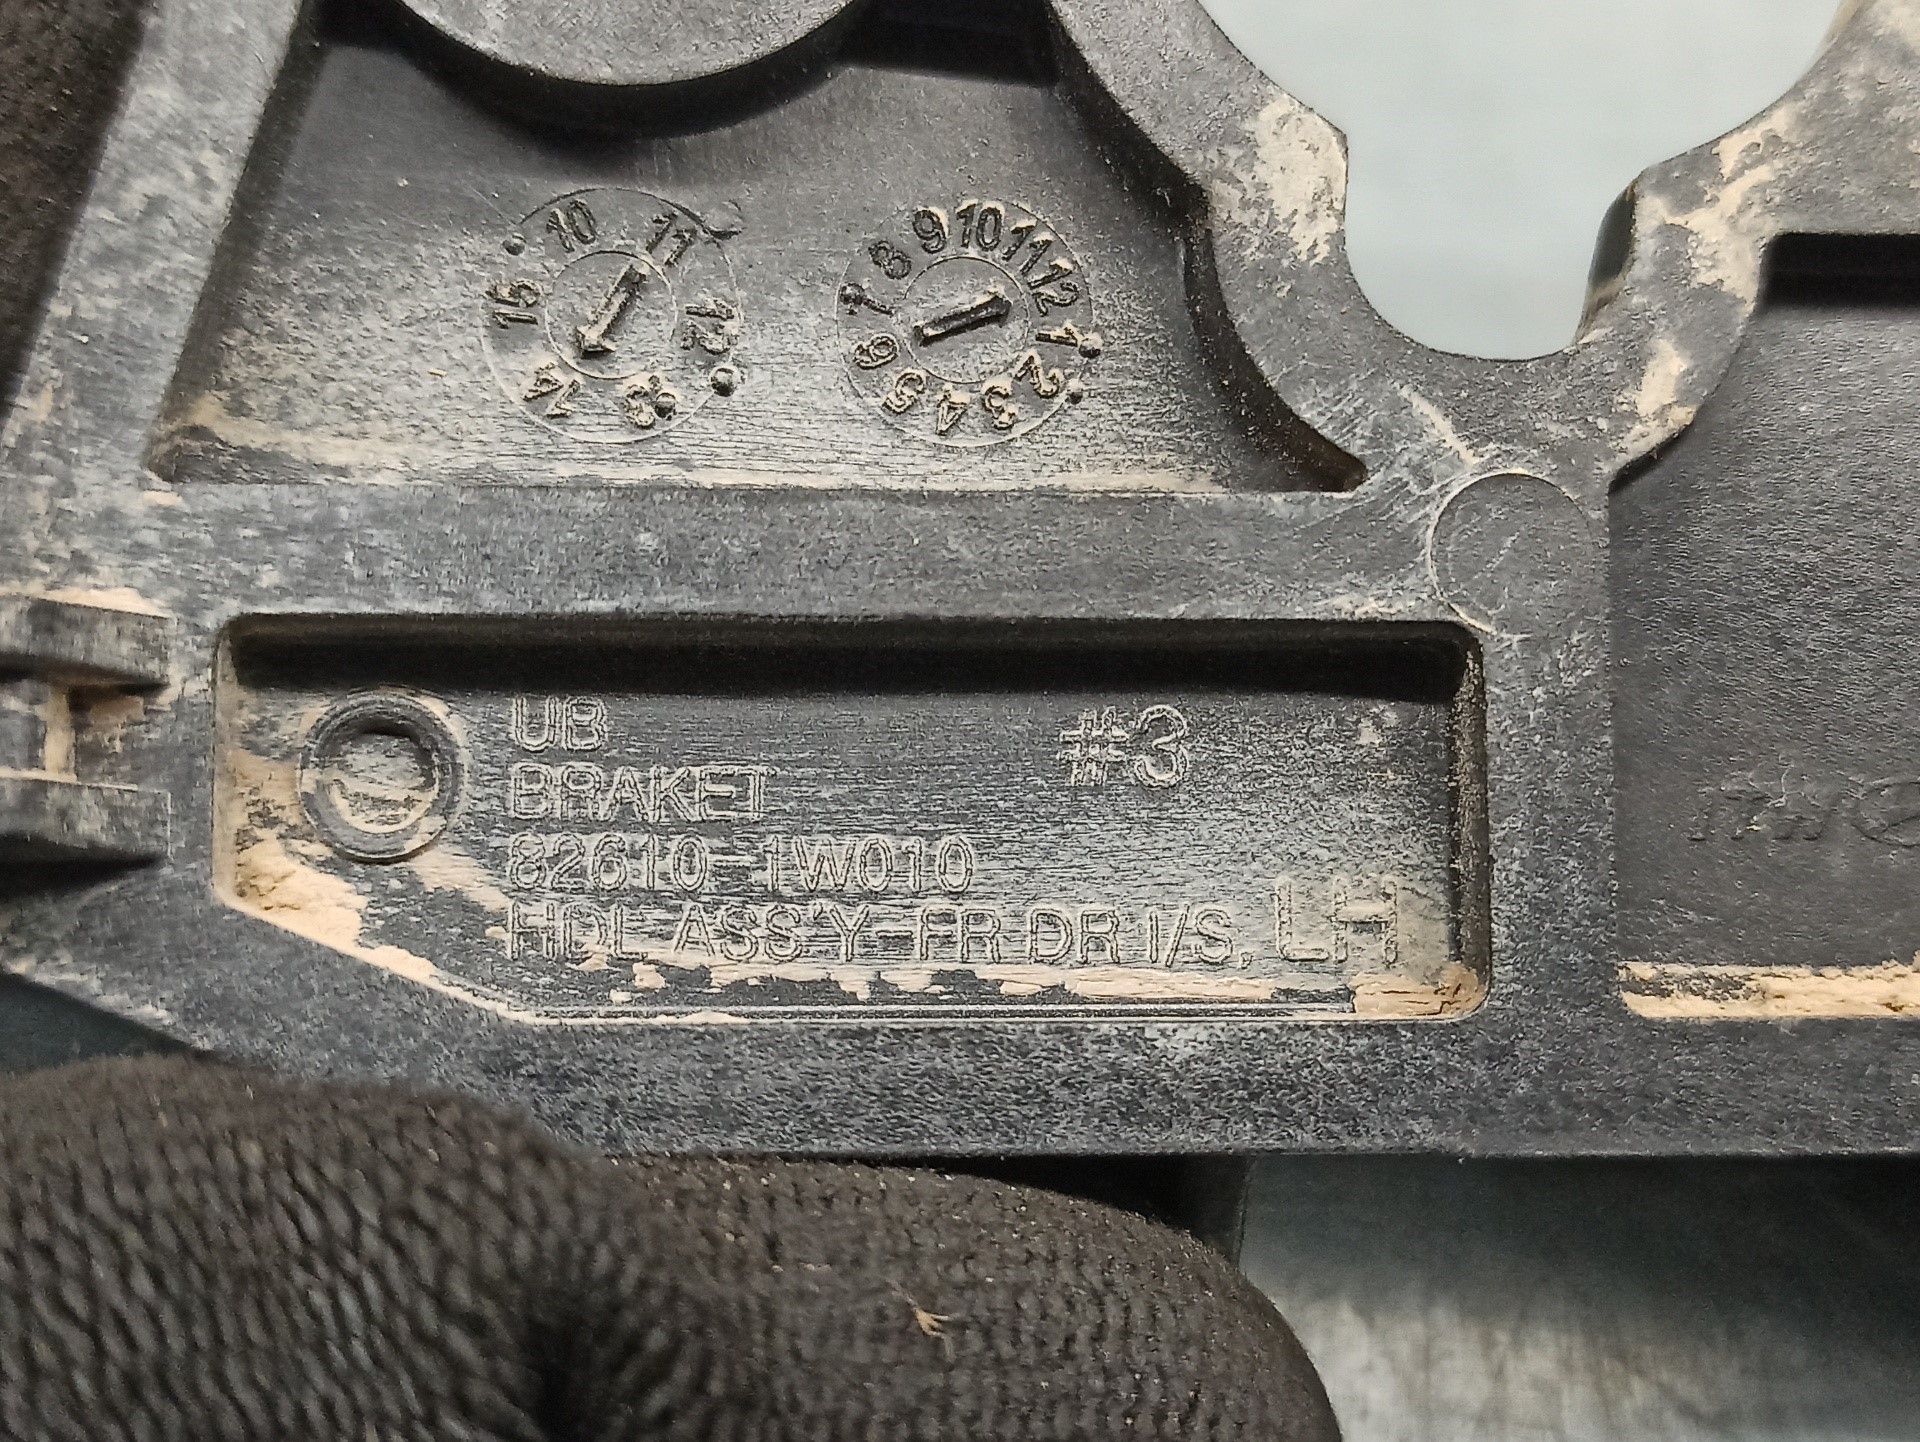 10 11 12 13 14 15
7 8 9 10 11 12 1 2 3 4 5 6
UB
#3
BRAKET
82610-1W010
HDL ASS'Y-FR DR I/S, LH